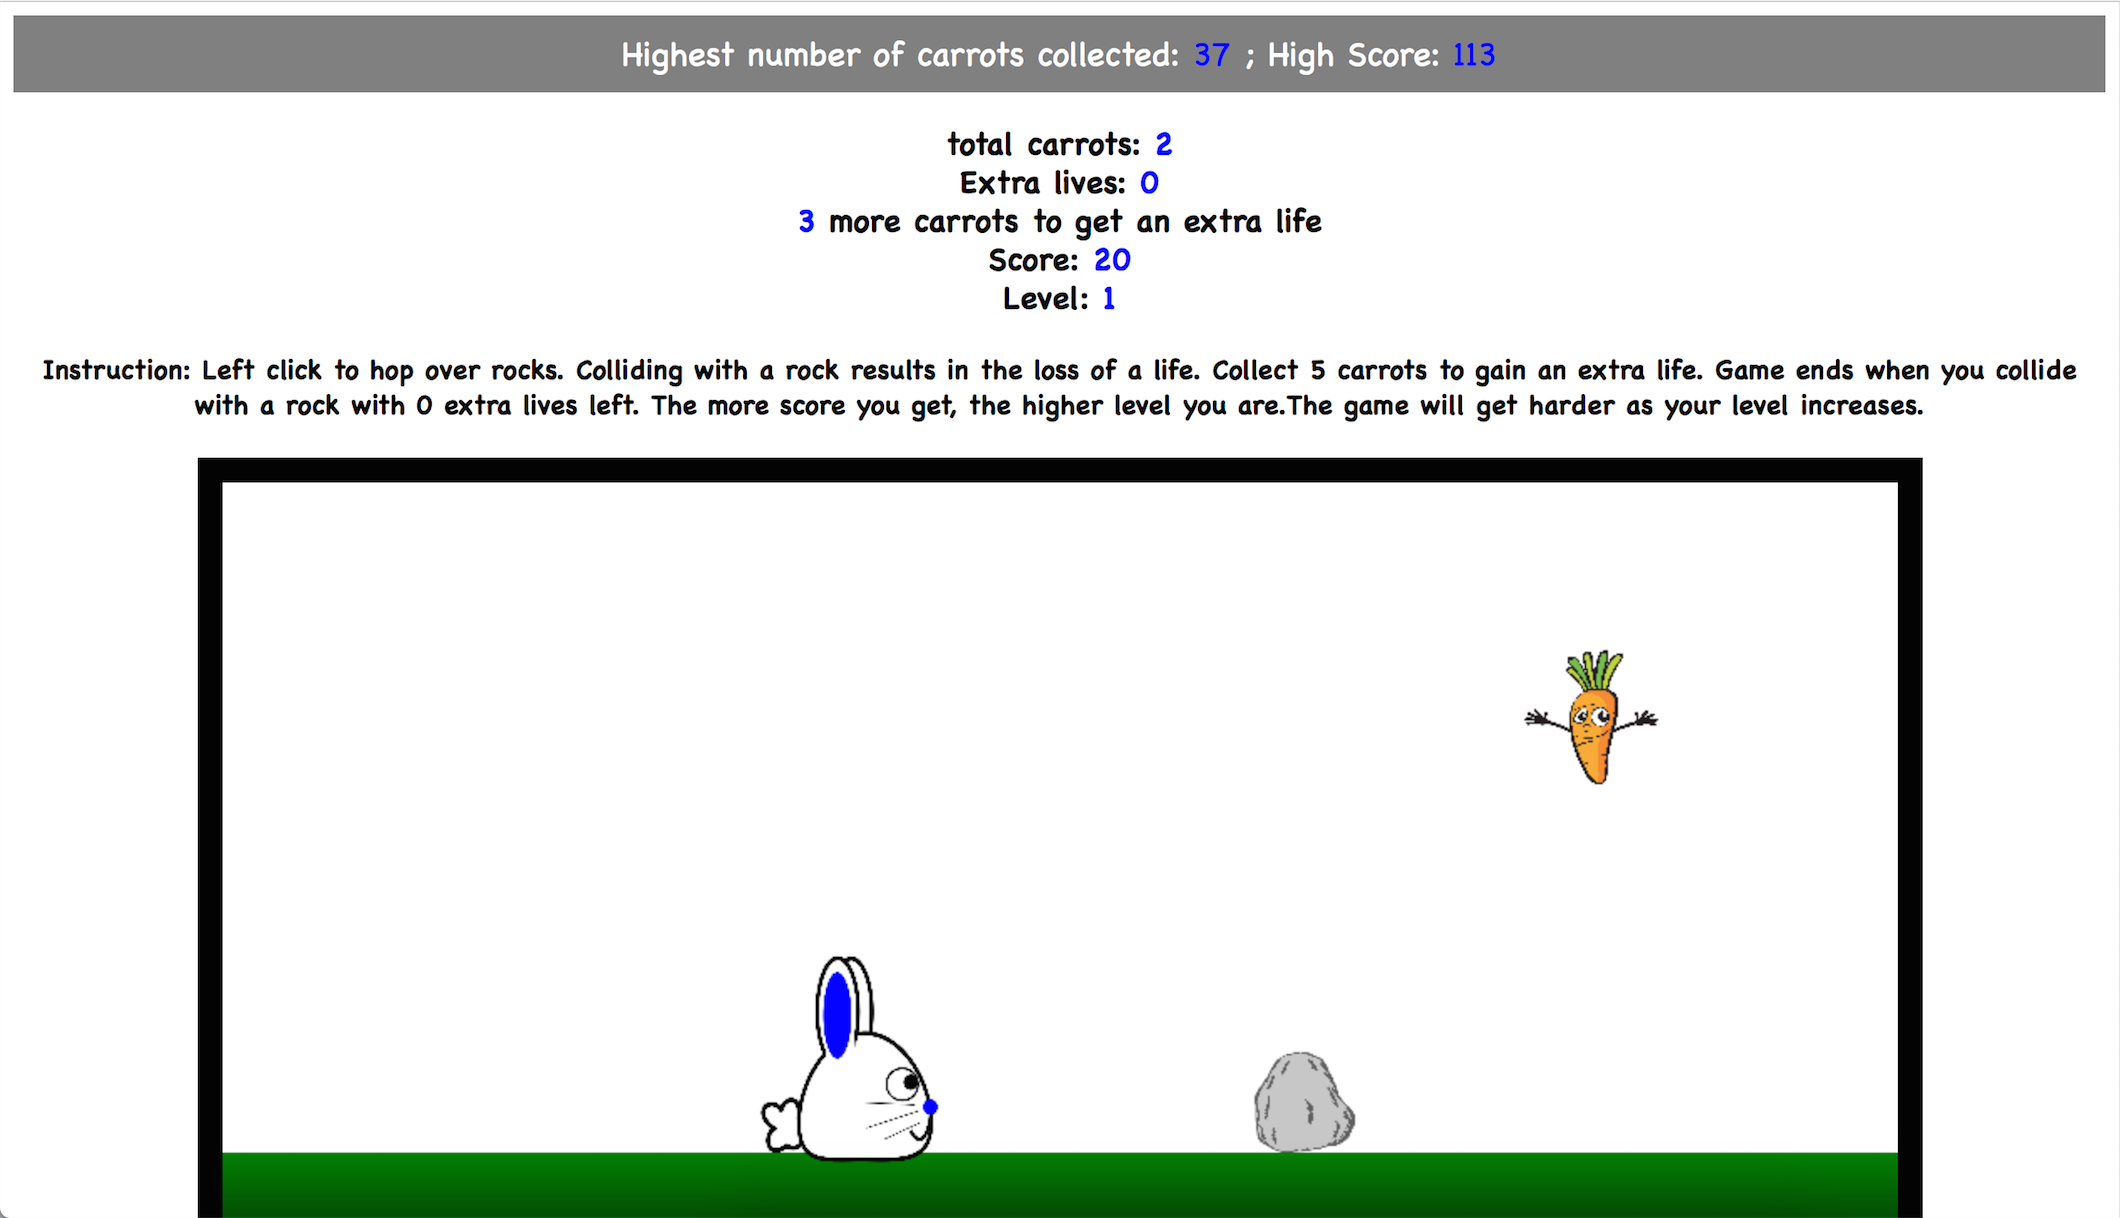 Highest number of carrots collected: 37 ; High Score: 113
total carrots: 2
Extra lives: 0
3 more carrots to get an extra life
Score: 20
Level: 1
Instruction: Left click to hop over rocks. Colliding with a rock results in the loss of a life. Collect 5 carrots to gain an extra life. Game ends when you collide
with a rock with 0 extra lives left. The more score you get, the higher level you are.The game will get harder as your level increases.